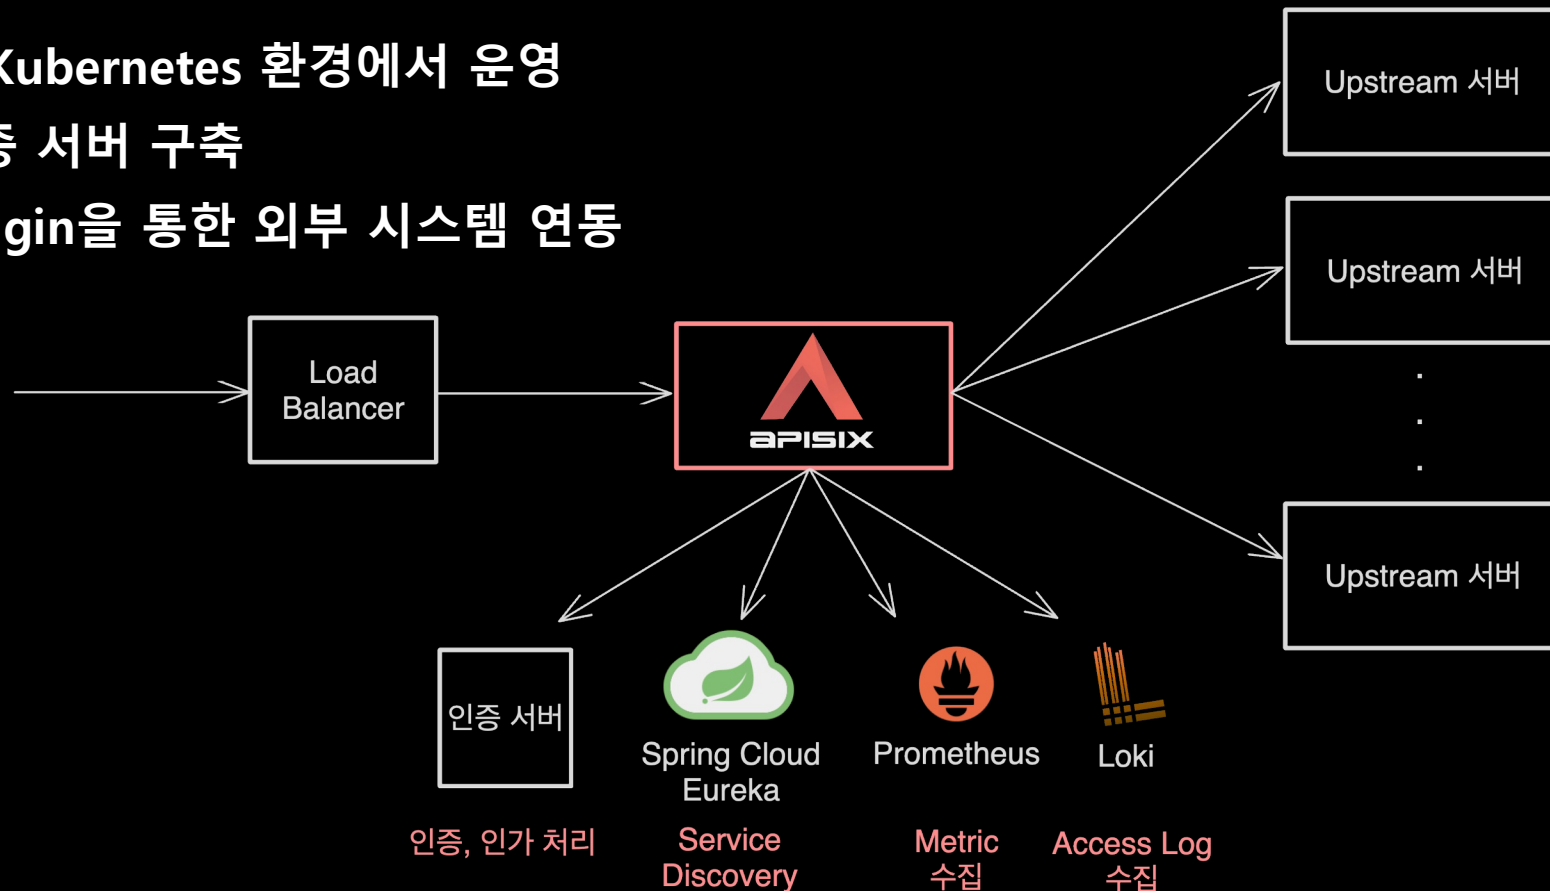 Kubernetes 환경에서 운영
서버 구축
gin을 통한 외부 시스템 연동
Upstream 서버
Upstream 서버
Load
Balancer
APISIX
.
.
.
Upstream 서버
인증 서버
Spring Cloud
Eureka
Prometheus
Loki
인증, 인가 처리
Service
Discovery
Metric
수집
Access Log
수집